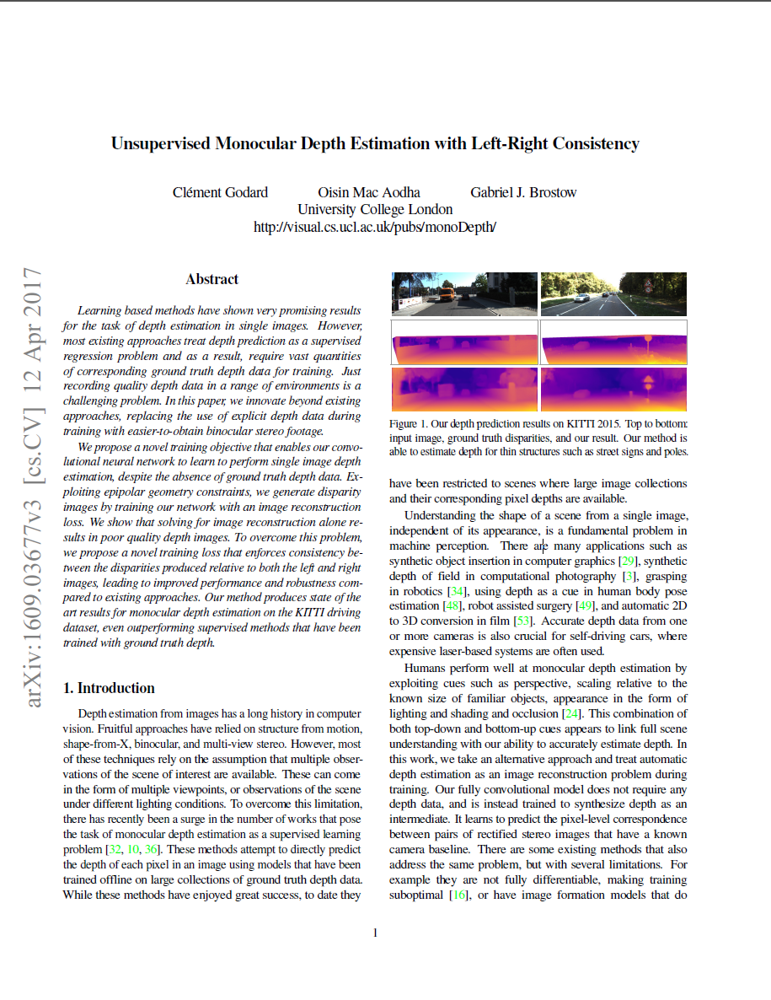 Unsupervised Monocular Depth Estimation with Left-Right Consistency
Clément Godard Oisin Mac Aodha Gabriel J. Brostow
University College London
http://visual.cs.ucl.ac.uk/pubs/monoDepth/
arXiv:1609.03677v3 [cs.CV] 12 Apr 2017
Abstract
Learning based methods have shown very promising results
for the task of depth estimation in single images. However,
most existing approaches treat depth prediction as a supervised
regression problem and as a result, require vast quantities
of corresponding ground truth depth data for training. Just
recording quality depth data in a range of environments is a
challenging problem. In this paper, we innovate beyond existing
approaches, replacing the use of explicit depth data during
training with easier-to-obtain binocular stereo footage.
We propose a novel training objective that enables our convo-
lutional neural network to learn to perform single image depth
estimation, despite the absence of ground truth depth data. Ex-
ploiting epipolar geometry constraints, we generate disparity
images by training our network with an image reconstruction
loss. We show that solving for image reconstruction alone re-
sults in poor quality depth images. To overcome this problem,
we propose a novel training loss that enforces consistency be-
tween the disparities produced relative to both the left and right
images, leading to improved performance and robustness com-
pared to existing approaches. Our method produces state of the
art results for monocular depth estimation on the KITTI driving
dataset, even outperforming supervised methods that have been
trained with ground truth depth.
1. Introduction
Depth estimation from images has a long history in computer
vision. Fruitful approaches have relied on structure from motion,
shape-from-X, binocular, and multi-view stereo. However, most
of these techniques rely on the assumption that multiple obser-
vations of the scene of interest are available. These can come
in the form of multiple viewpoints, or observations of the scene
under different lighting conditions. To overcome this limitation,
there has recently been a surge in the number of works that pose
the task of monocular depth estimation as a supervised learning
problem [32, 10, 36]. These methods attempt to directly predict
the depth of each pixel in an image using models that have been
trained offline on large collections of ground truth depth data.
While these methods have enjoyed great success, to date they
Figure 1. Our depth prediction results on KITTI 2015. Top to bottom:
input image, ground truth disparities, and our result. Our method is
able to estimate depth for thin structures such as street signs and poles.
have been restricted to scenes where large image collections
and their corresponding pixel depths are available.
Understanding the shape of a scene from a single image,
independent of its appearance, is a fundamental problem in
machine perception. There are many applications such as
synthetic object insertion in computer graphics [29], synthetic
depth of field in computational photography [3], grasping
in robotics [34], using depth as a cue in human body pose
estimation [48], robot assisted surgery [49], and automatic 2D
to 3D conversion in film [53]. Accurate depth data from one
or more cameras is also crucial for self-driving cars, where
expensive laser-based systems are often used.
Humans perform well at monocular depth estimation by
exploiting cues such as perspective, scaling relative to the
known size of familiar objects, appearance in the form of
lighting and shading and occlusion [24]. This combination of
both top-down and bottom-up cues appears to link full scene
understanding with our ability to accurately estimate depth. In
this work, we take an alternative approach and treat automatic
depth estimation as an image reconstruction problem during
training. Our fully convolutional model does not require any
depth data, and is instead trained to synthesize depth as an
intermediate. It learns to predict the pixel-level correspondence
between pairs of rectified stereo images that have a known
camera baseline. There are some existing methods that also
address the same problem, but with several limitations. For
example they are not fully differentiable, making training
suboptimal [16], or have image formation models that do
1